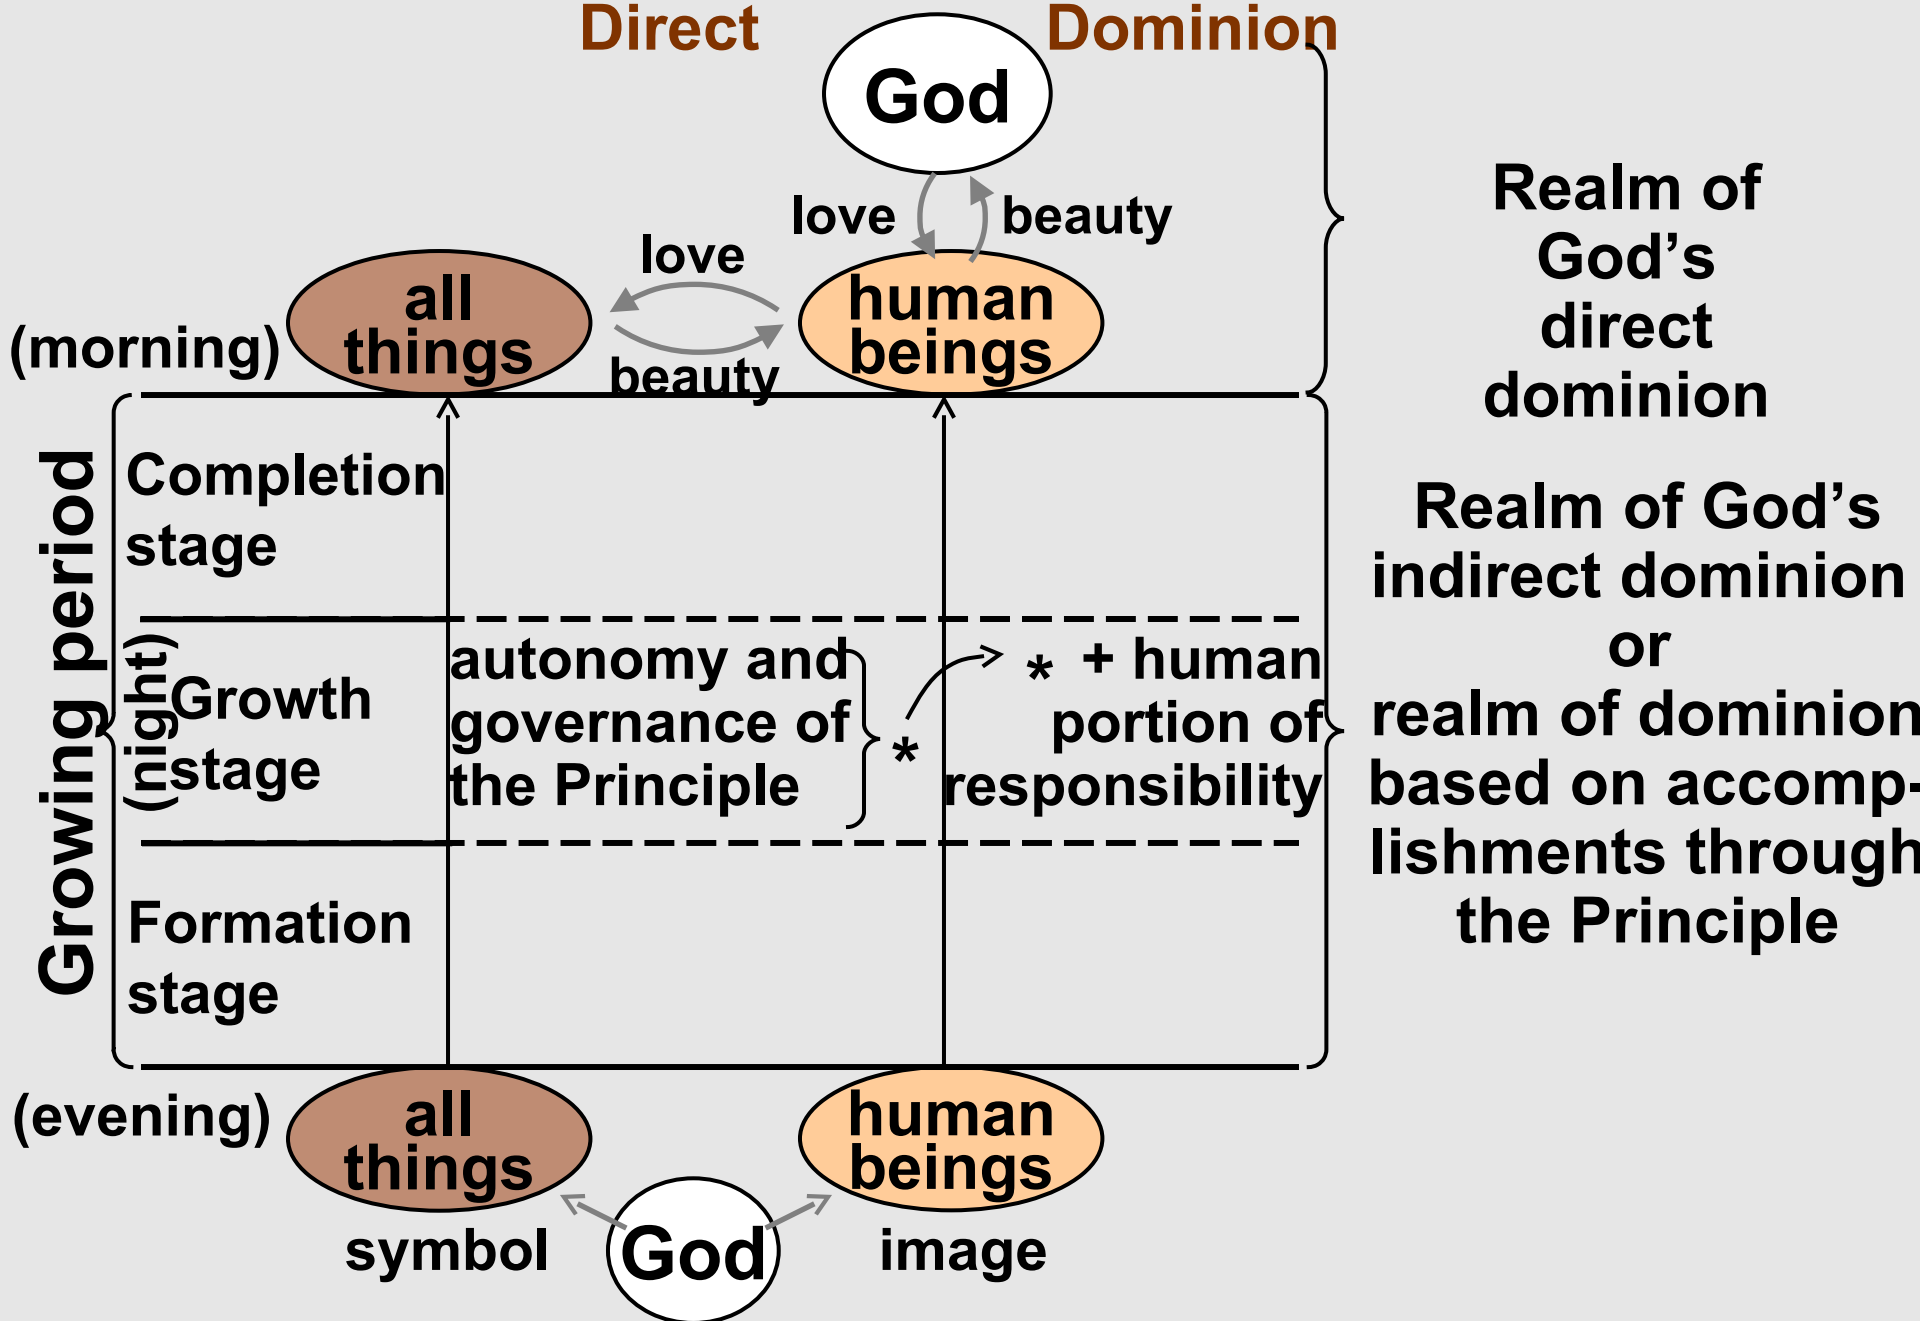 Direct Dominion
God
love beauty
love
all things
human beings
beauty
(morning)
Realm of
God’s
direct
dominion
Growing period
(night)
Completion
stage
Growth
stage
Formation
stage
autonomy and
governance of
the Principle
*
* + human
portion of
responsibility
Realm of God’s
indirect dominion
or
realm of dominion
based on accomp-
lishments through
the Principle
(evening)
all
things
human
beings
symbol
God
image